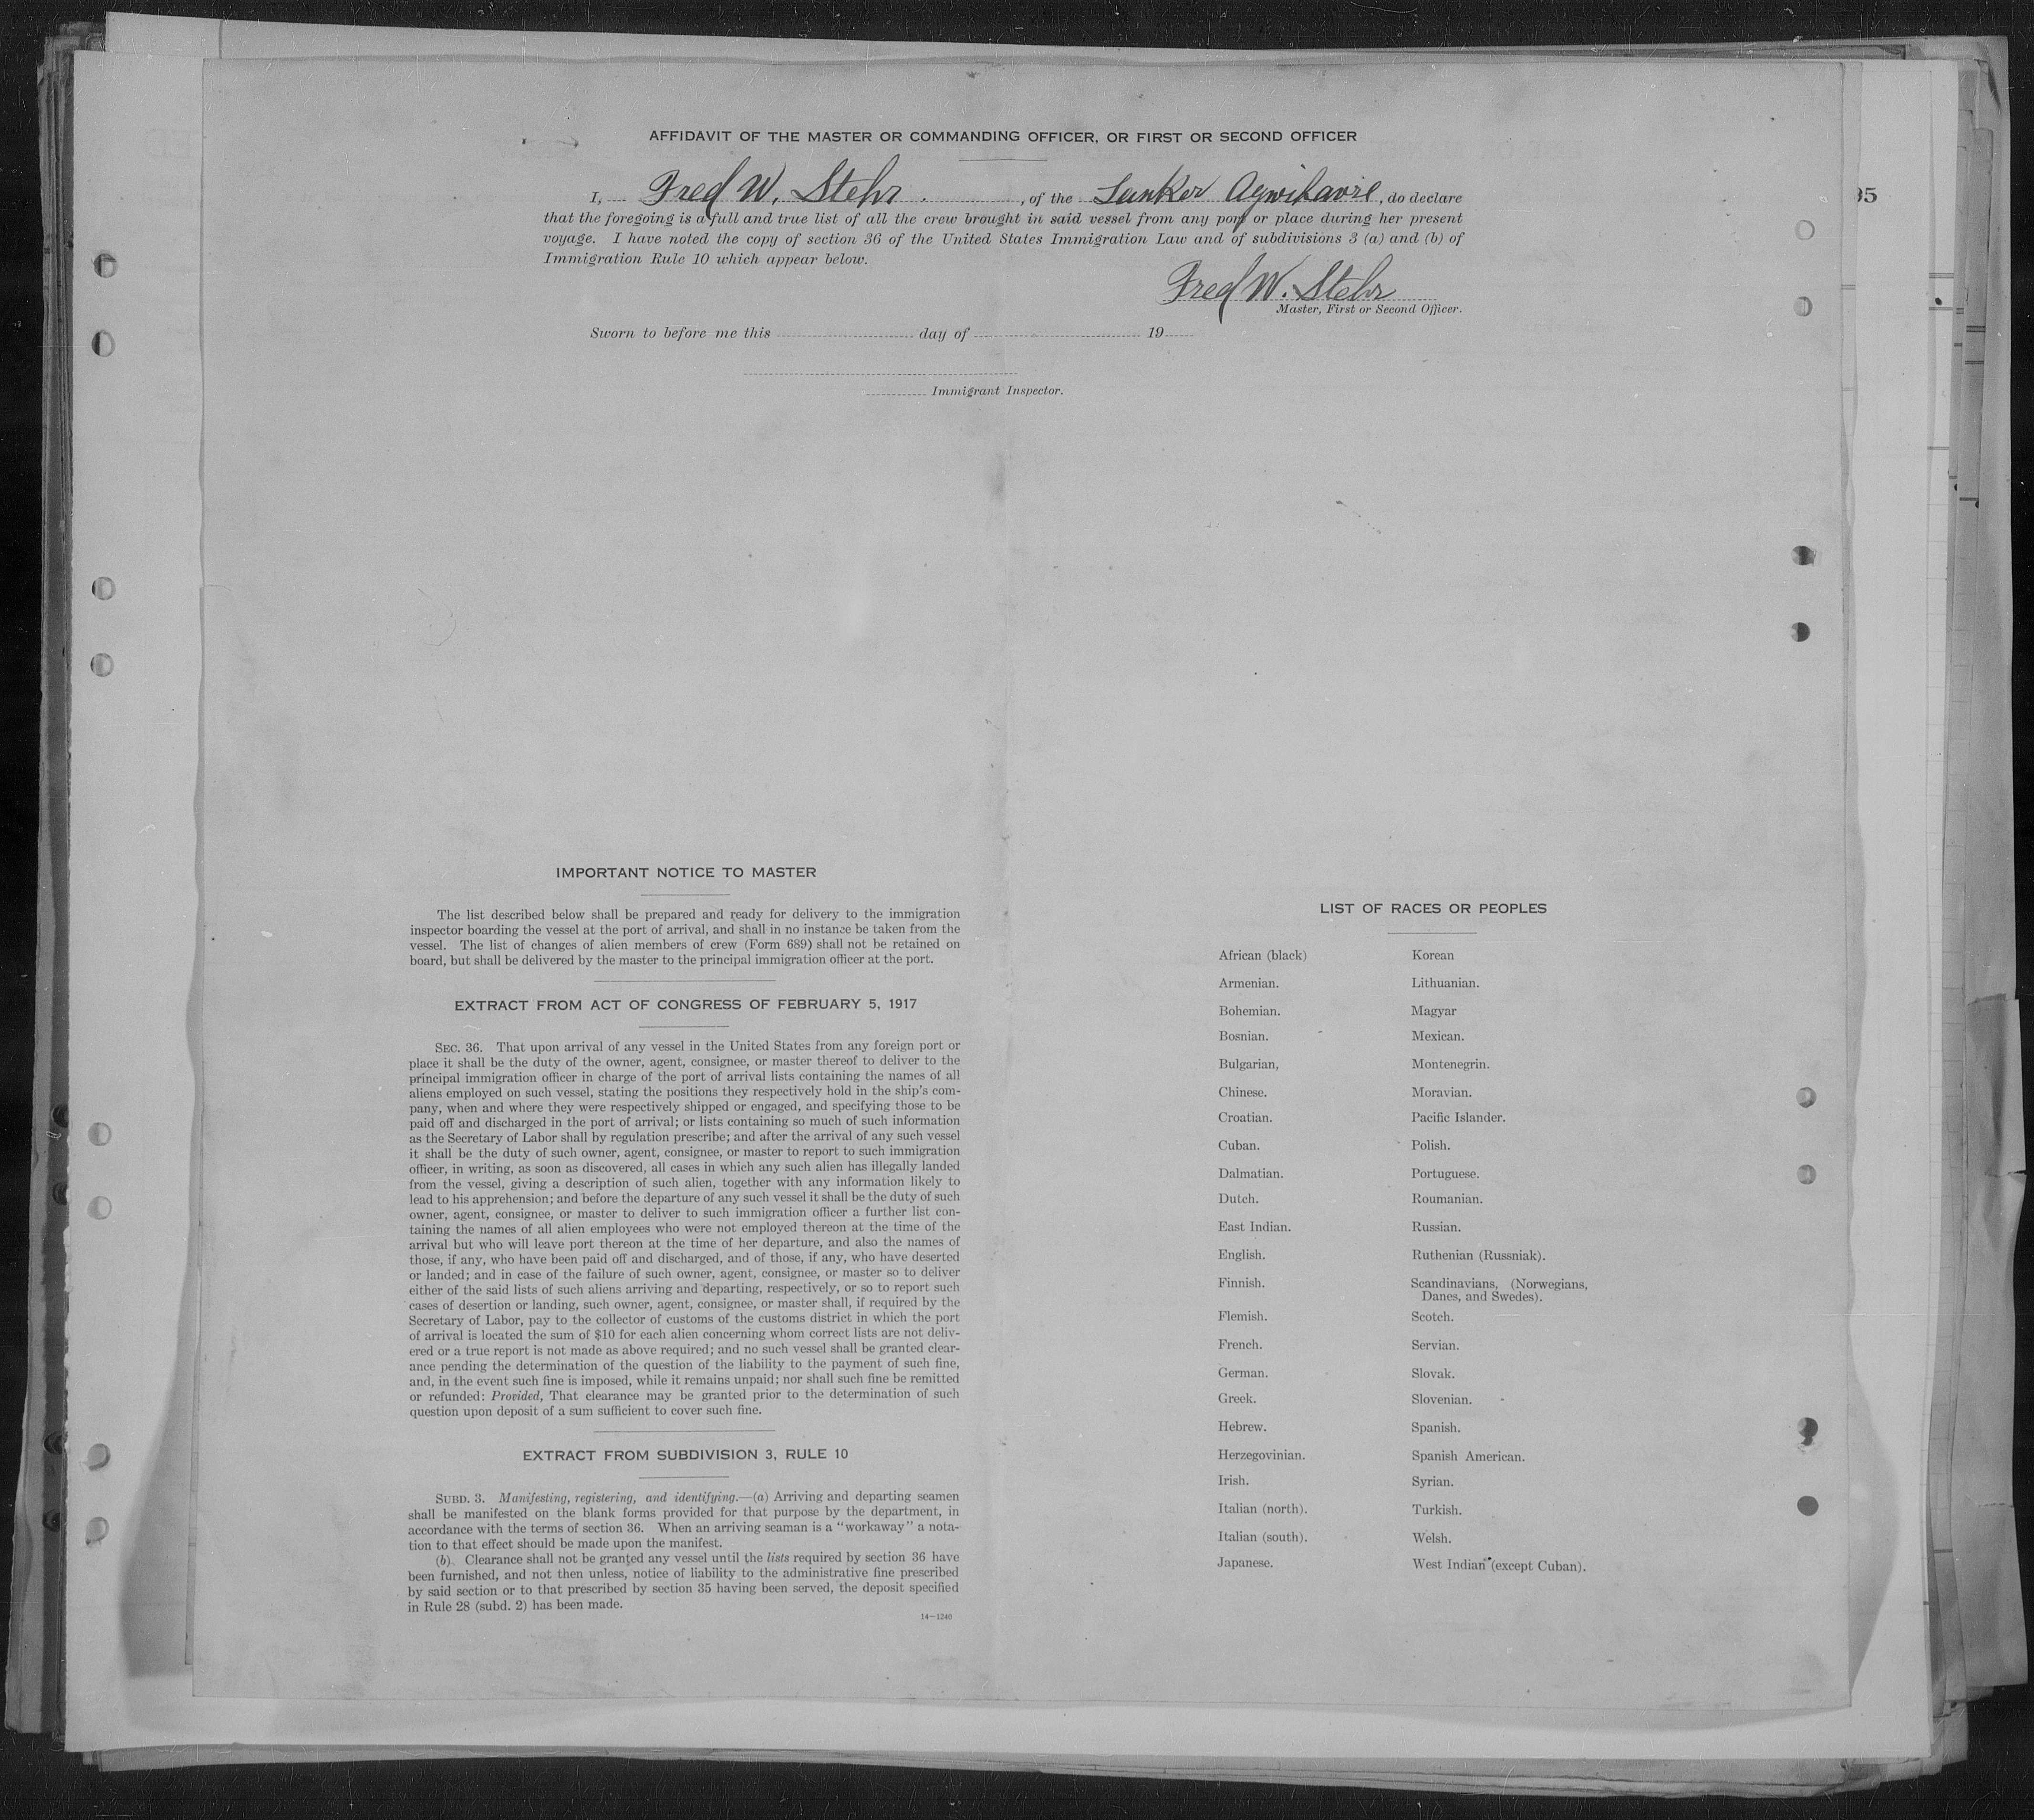 AFFIDAVIT OF THE MASTER OR COMMANDING OFFICER, OR FIRST OR SECOND OFFICER
I, Fred W. Stehr, of the Tanker Agwihavre, do declare
that the foregoing is a full and true list of all the crew brought in said vessel from any port or place during her present
voyage. I have noted the copy of section 36 of the United States Immigration Law and of subdivisions 3 (a) and (b) of
Immigration Rule 10 which appear below.
Fred W. Stehr
Master, First or Second Officer.
Sworn to before me this day of 19
Immigrant Inspector.
95
IMPORTANT NOTICE TO MASTER
The list described below shall be prepared and ready for delivery to the immigration
inspector boarding the vessel at the port of arrival, and shall in no instance be taken from the
vessel. The list of changes of alien members of crew (Form 689) shall not be retained on
board, but shall be delivered by the master to the principal immigration officer at the port.
EXTRACT FROM ACT OF CONGRESS OF FEBRUARY 5, 1917
SEC. 36. That upon arrival of any vessel in the United States from any foreign port or
place it shall be the duty of the owner, agent, consignee, or master thereof to deliver to the
principal immigration officer in charge of the port of arrival lists containing the names of all
aliens employed on such vessel, stating the positions they respectively hold in the ship's com-
pany, when and where they were respectively shipped or engaged, and specifying those to be
paid off and discharged in the port of arrival; or lists containing so much of such information
as the Secretary of Labor shall by regulation prescribe; and after the arrival of any such vessel
it shall be the duty of such owner, agent, consignee, or master to report to such immigration
officer, in writing, as soon as discovered, all cases in which any such alien has illegally landed
from the vessel, giving a description of such alien, together with any information likely to
lead to his apprehension; and before the departure of any such vessel it shall be the duty of such
owner, agent, consignee, or master to deliver to such immigration officer a further list con-
taining the names of all alien employees who were not employed thereon at the time of the
arrival but who will leave port thereon at the time of her departure, and also the names of
those, if any, who have been paid off and discharged, and of those, if any, who have deserted
or landed; and in case of the failure of such owner, agent, consignee, or master so to deliver
either of the said lists of such aliens arriving and departing, respectively, or so to report such
cases of desertion or landing, such owner, agent, consignee, or master shall, if required by the
Secretary of Labor, pay to the collector of customs of the customs district in which the port
of arrival is located the sum of $10 for each alien concerning whom correct lists are not deliv-
ered or a true report is not made as above required; and no such vessel shall be granted clear-
ance pending the determination of the question of the liability to the payment of such fine,
and, in the event such fine is imposed, while it remains unpaid; nor shall such fine be remitted
or refunded: Provided, That clearance may be granted prior to the determination of such
question upon deposit of a sum sufficient to cover such fine.
EXTRACT FROM SUBDIVISION 3, RULE 10
SUBD. 3. Manifesting, registering, and identifying.—(a) Arriving and departing seamen
shall be manifested on the blank forms provided for that purpose by the department, in
accordance with the terms of section 36. When an arriving seaman is a "workaway" a nota-
tion to that effect should be made upon the manifest.
(b). Clearance shall not be granted any vessel until the lists required by section 36 have
been furnished, and not then unless, notice of liability to the administrative fine prescribed
by said section or to that prescribed by section 35 having been served, the deposit specified
in Rule 28 (subd. 2) has been made.
14—1240
LIST OF RACES OR PEOPLES
African (black) Korean
Armenian. Lithuanian.
Bohemian. Magyar
Bosnian. Mexican.
Bulgarian, Montenegrin.
Chinese. Moravian.
Croatian. Pacific Islander.
Cuban. Polish.
Dalmatian. Portuguese.
Dutch. Roumanian.
East Indian. Russian.
English. Ruthenian (Russniak).
Finnish. Scandinavians, (Norwegians,
Danes, and Swedes).
Flemish. Scotch.
French. Servian.
German. Slovak.
Greek. Slovenian.
Hebrew. Spanish.
Herzegovinian. Spanish American.
Irish. Syrian.
Italian (north). Turkish.
Italian (south). Welsh.
Japanese. West Indian (except Cuban).